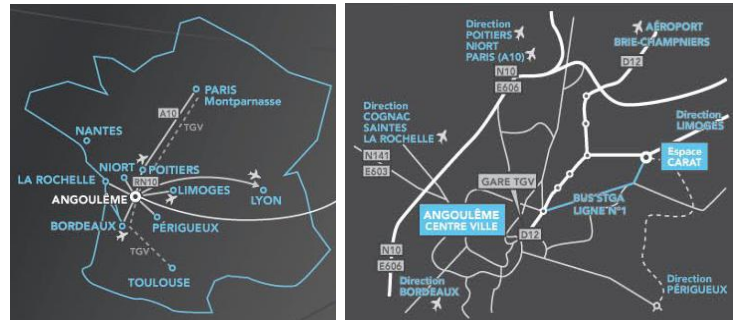 PARIS
Montparnasse
A10
TGV
NANTES
NIORT
POITIERS
LA ROCHELLE
RN10
LIMOGES
LYON
ANGOULÊME
BORDEAUX
PÉRIGUEUX
TGV
TOULOUSE
Direction
POITIERS
NIORT
PARIS (A10)
AÉROPORT
BRIE-CHAMPNIERS
D12
N10
E606
Direction
COGNAC
SAINTES
LA ROCHELLE
Direction
LIMOGES
N141
E603
Espace
CARAT
GARE TGV
BUS STGA
LIGNE N°1
ANGOULÊME
CENTRE VILLE
D12
N10
E606
Direction
BORDEAUX
Direction
PÉRIGUEUX